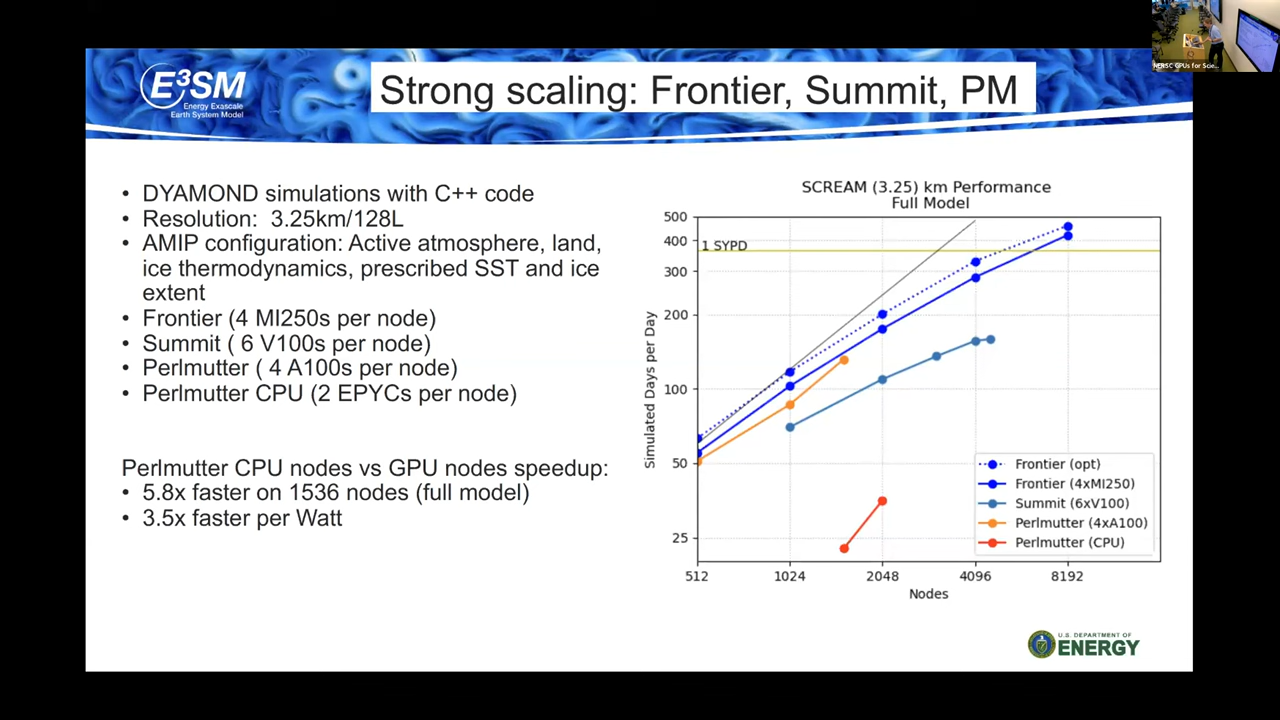 NERSC GPUs for Scie...
E³SM
Energy Exascale
Earth System Model
Strong scaling: Frontier, Summit, PM
• DYAMOND simulations with C++ code
• Resolution: 3.25km/128L
• AMIP configuration: Active atmosphere, land,
ice thermodynamics, prescribed SST and ice
extent
• Frontier (4 MI250s per node)
• Summit ( 6 V100s per node)
• Perlmutter ( 4 A100s per node)
• Perlmutter CPU (2 EPYCs per node)
Perlmutter CPU nodes vs GPU nodes speedup:
• 5.8x faster on 1536 nodes (full model)
• 3.5x faster per Watt
SCREAM (3.25) km Performance
Full Model
Simulated Days per Day
500
400
300
200
100
50
25
1 SYPD
Frontier (opt)
Frontier (4xMI250)
Summit (6xV100)
Perlmutter (4xA100)
Perlmutter (CPU)
512 1024 2048 4096 8192
Nodes
U.S. DEPARTMENT OF
ENERGY